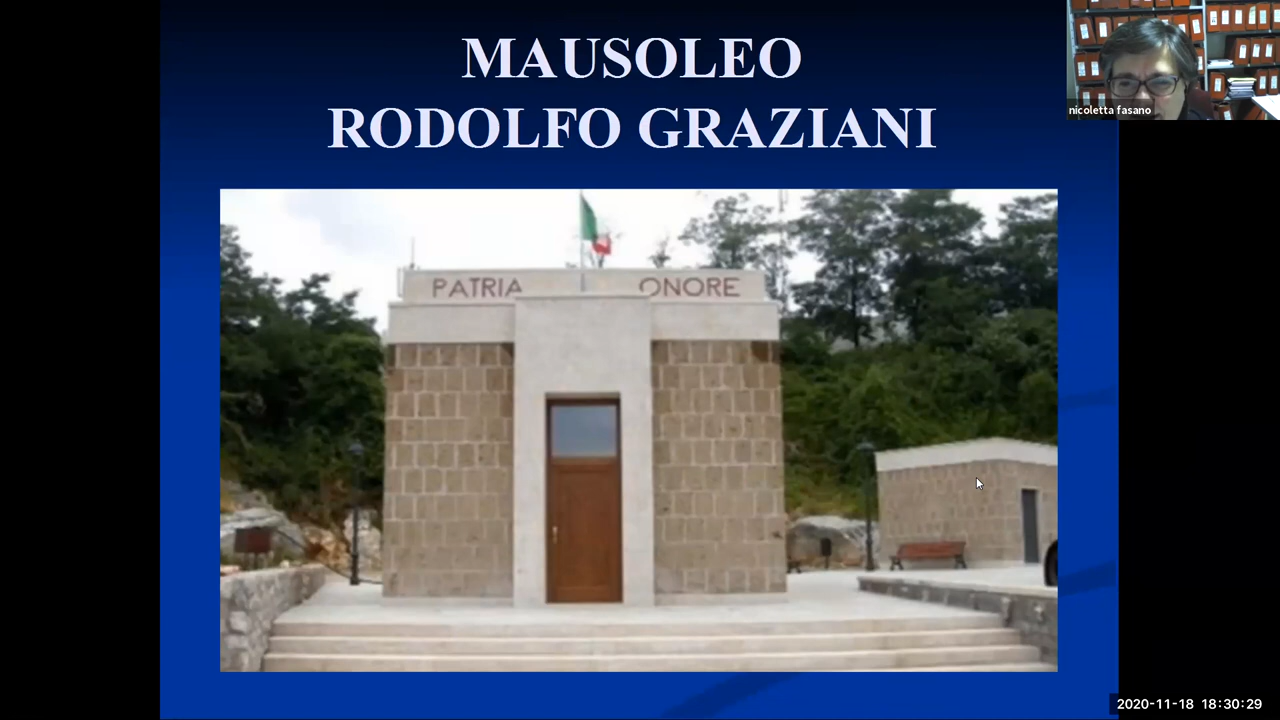 MAUSOLEO
RODOLFO GRAZIANI
nicoletta fasano
PATRIA ONORE
2020-11-18 18:30:29